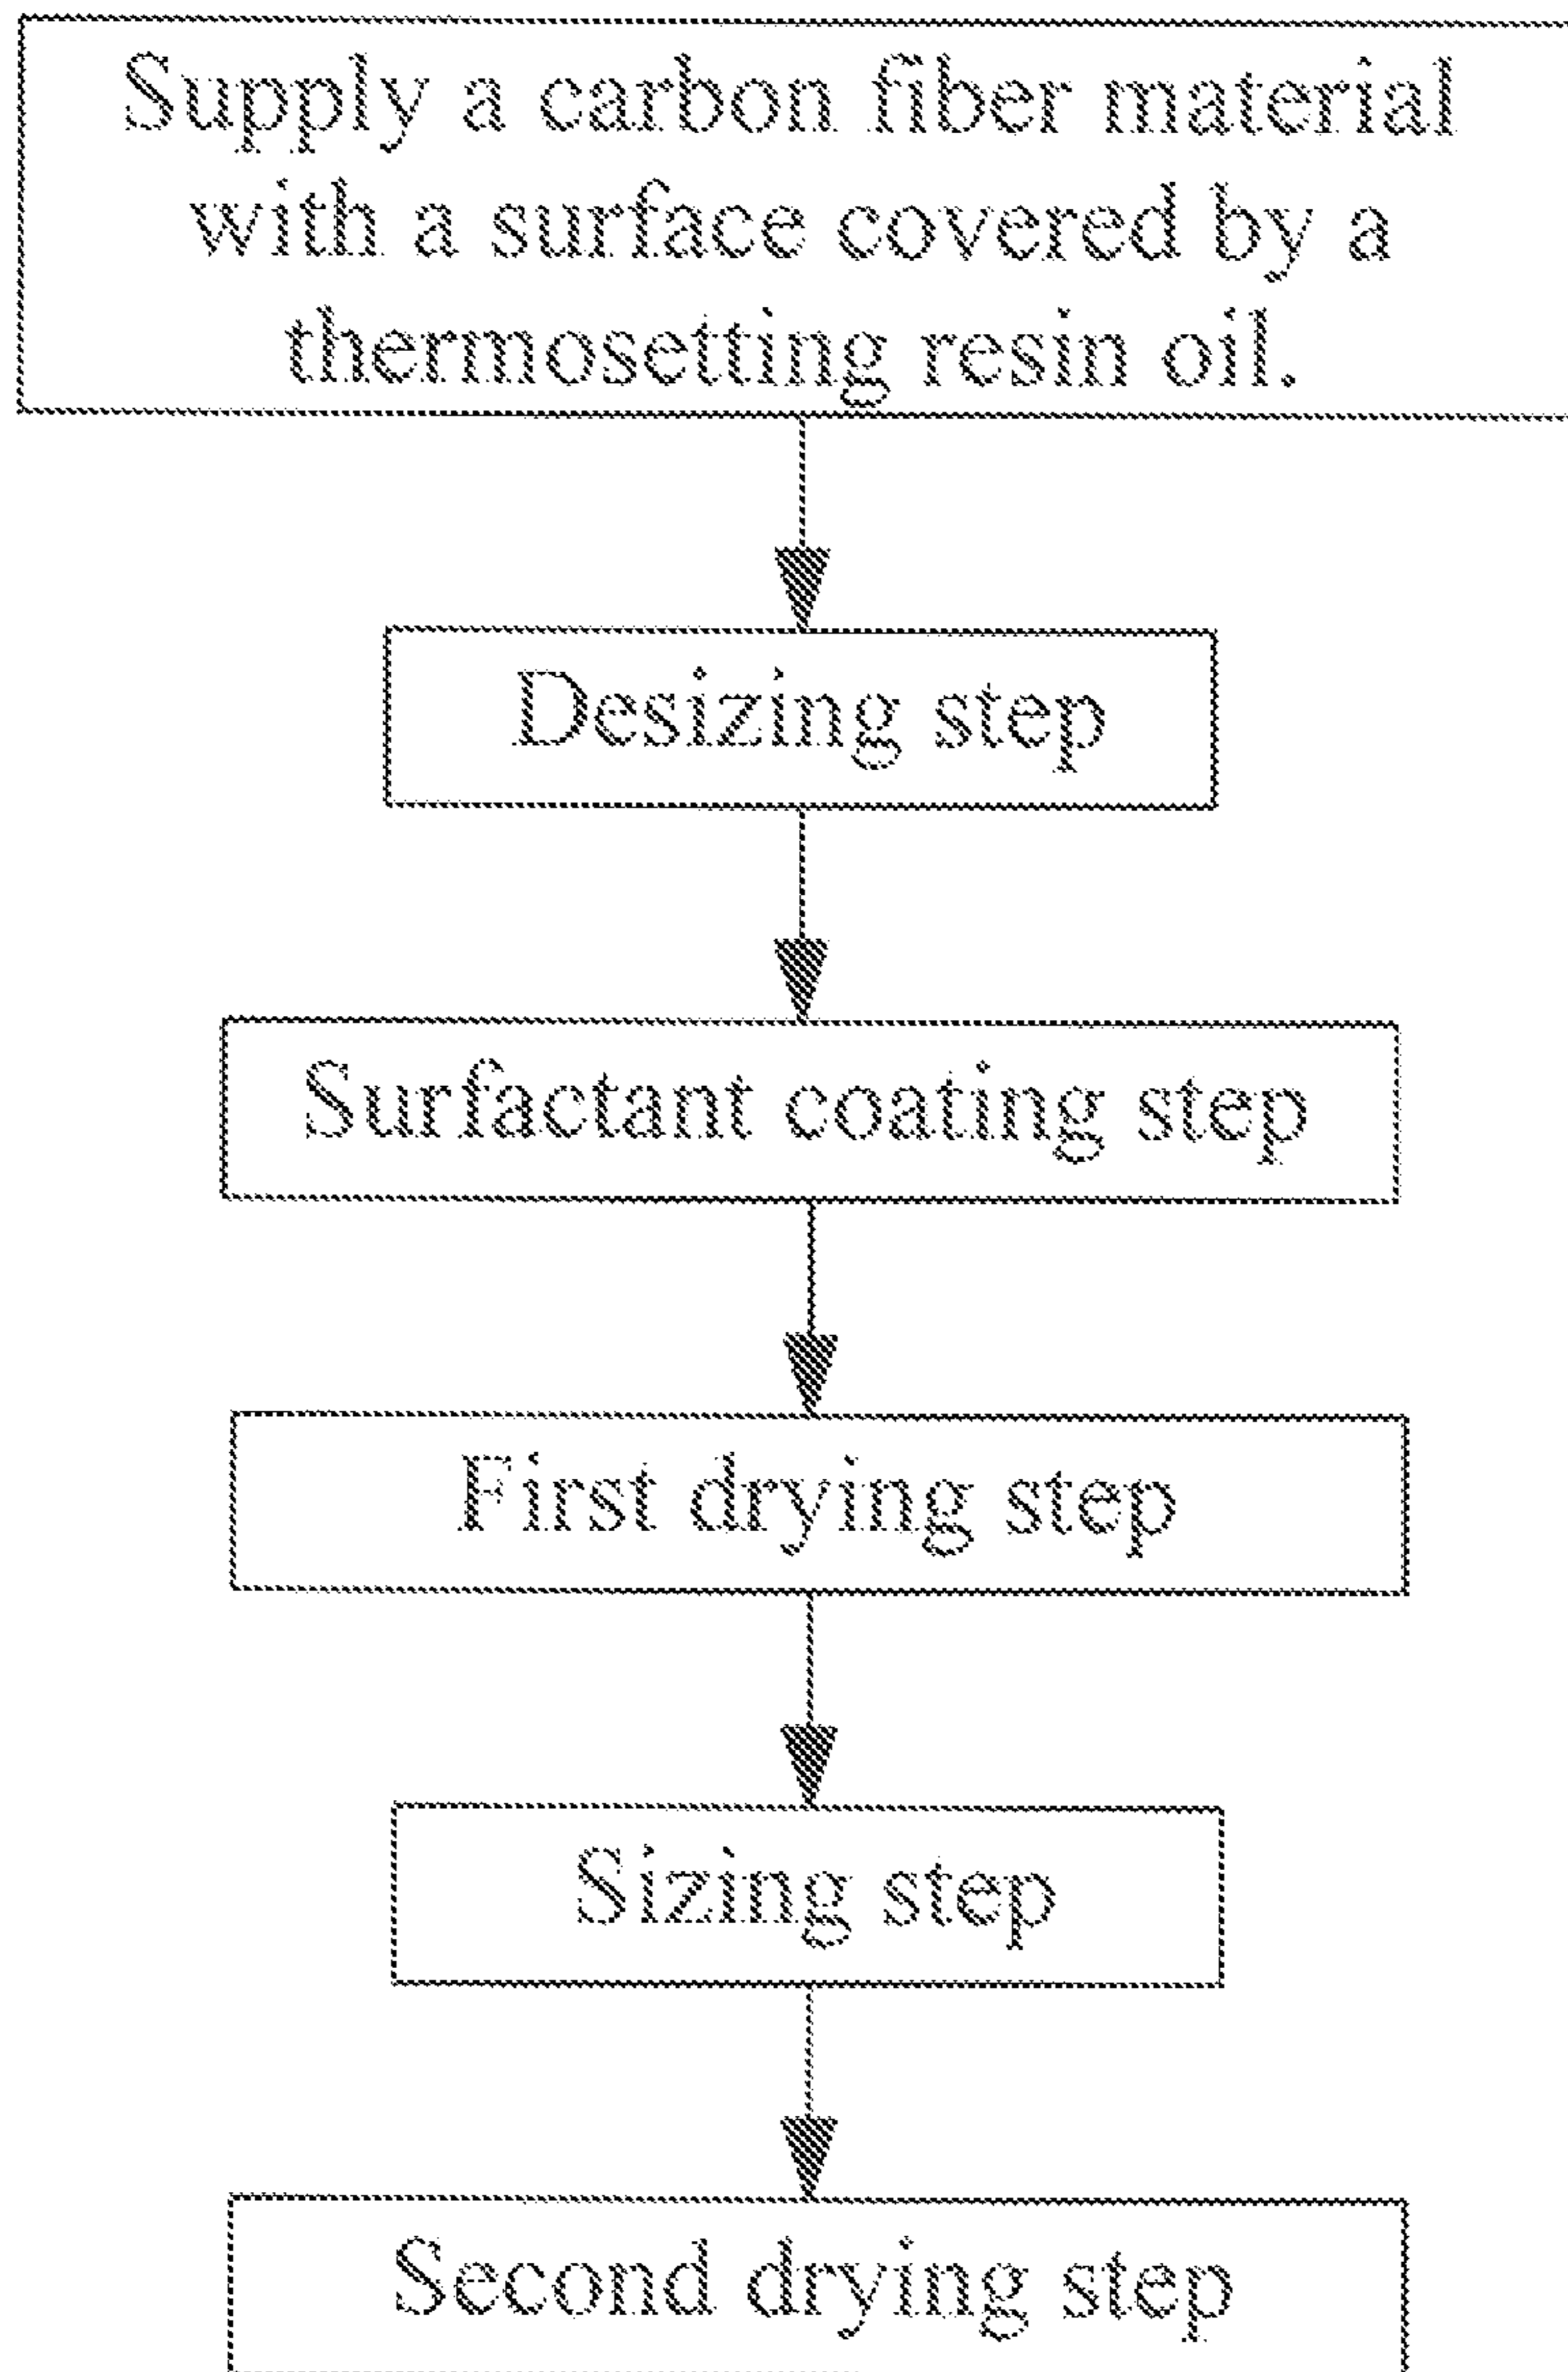 Supply a carbon fiber material
with a surface covered by a
thermosetting resin oil.
Desizing step
Surfactant coating step
First drying step
Sizing step
Second drying step